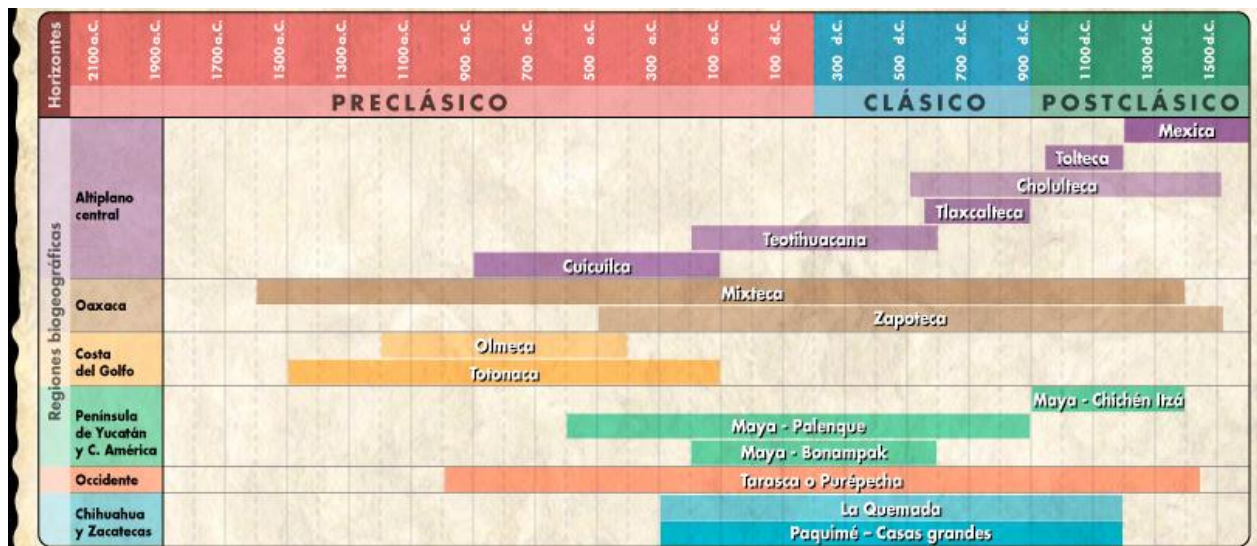 Horizontes
2100 a.C.
1900 a.C.
1700 a.C.
1500 a.C.
1300 a.C.
1100 a.C.
900 a.C.
700 a.C.
500 a.C.
300 a.C.
100 a.C.
100 d.C.
300 d.C.
500 d.C.
700 d.C.
900 d.C.
1100 d.C.
1300 d.C.
1500 d.C.
PRECLÁSICO
CLÁSICO
POSTCLÁSICO
Regiones biogeográficas
Altiplano
central
Mexica
Tolteca
Cholulteca
Tlaxcalteca
Teotihuacana
Cuicuilca
Oaxaca
Mixteca
Zapoteca
Costa
del Golfo
Olmeca
Totonaca
Península
de Yucatán
y C. América
Maya - Chichén Itzá
Maya - Palenque
Maya - Bonampak
Occidente
Tarasca o Purépecha
Chihuahua
y Zacatecas
La Quemada
Paquimé – Casas grandes